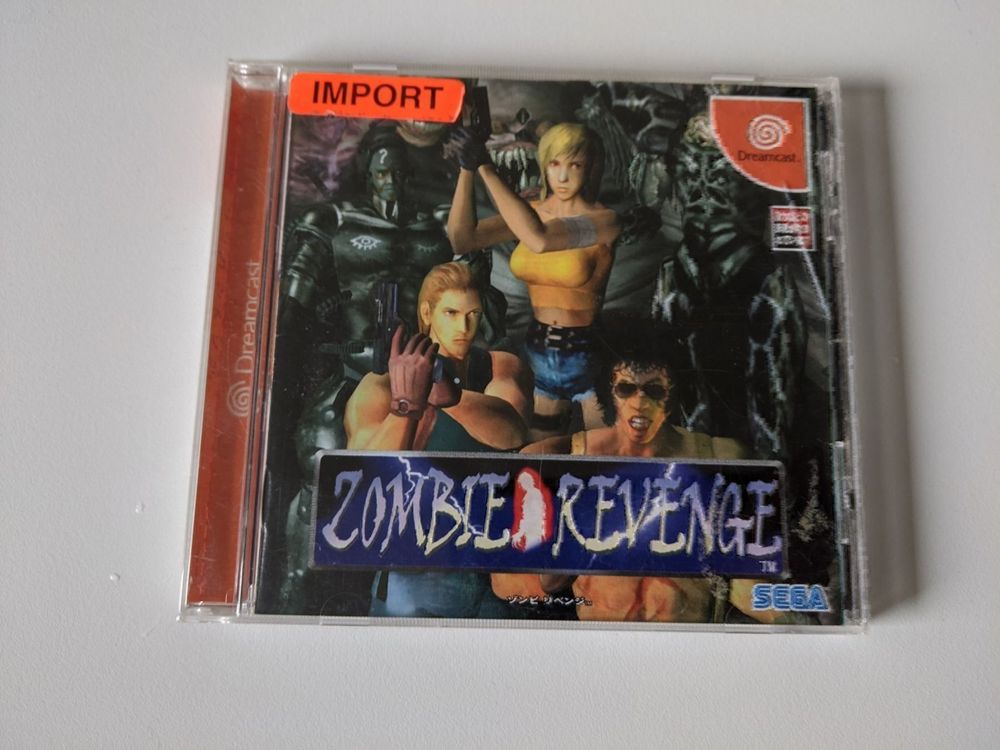 IMPORT
Dreamcast
Dreamcast
?
ZOMBIE REVENGE
TM
ゾンビ リベンジ
SEGA